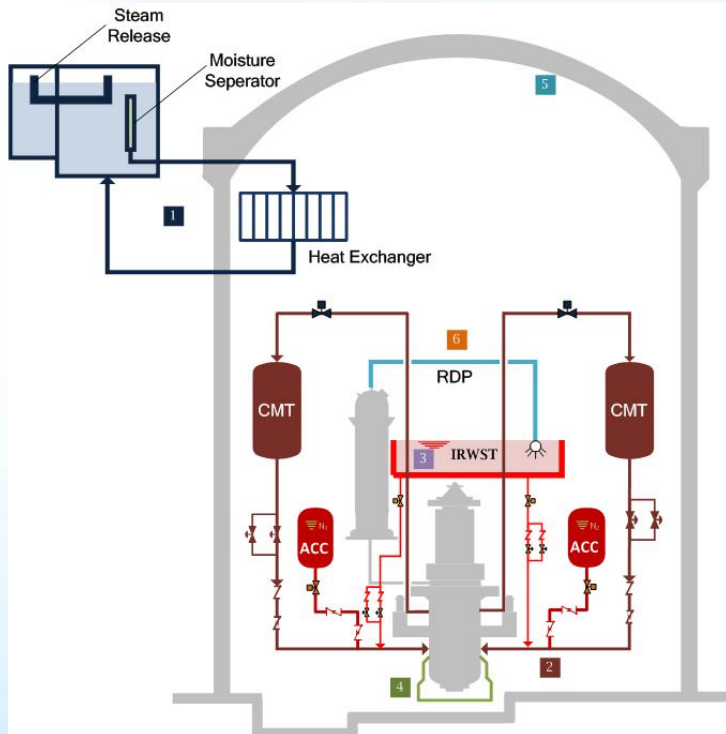 Steam
Release
Moisture
Seperator
5
1
Heat Exchanger
6
RDP
CMT
CMT
3
IRWST
N₂
ACC
N₂
ACC
2
4